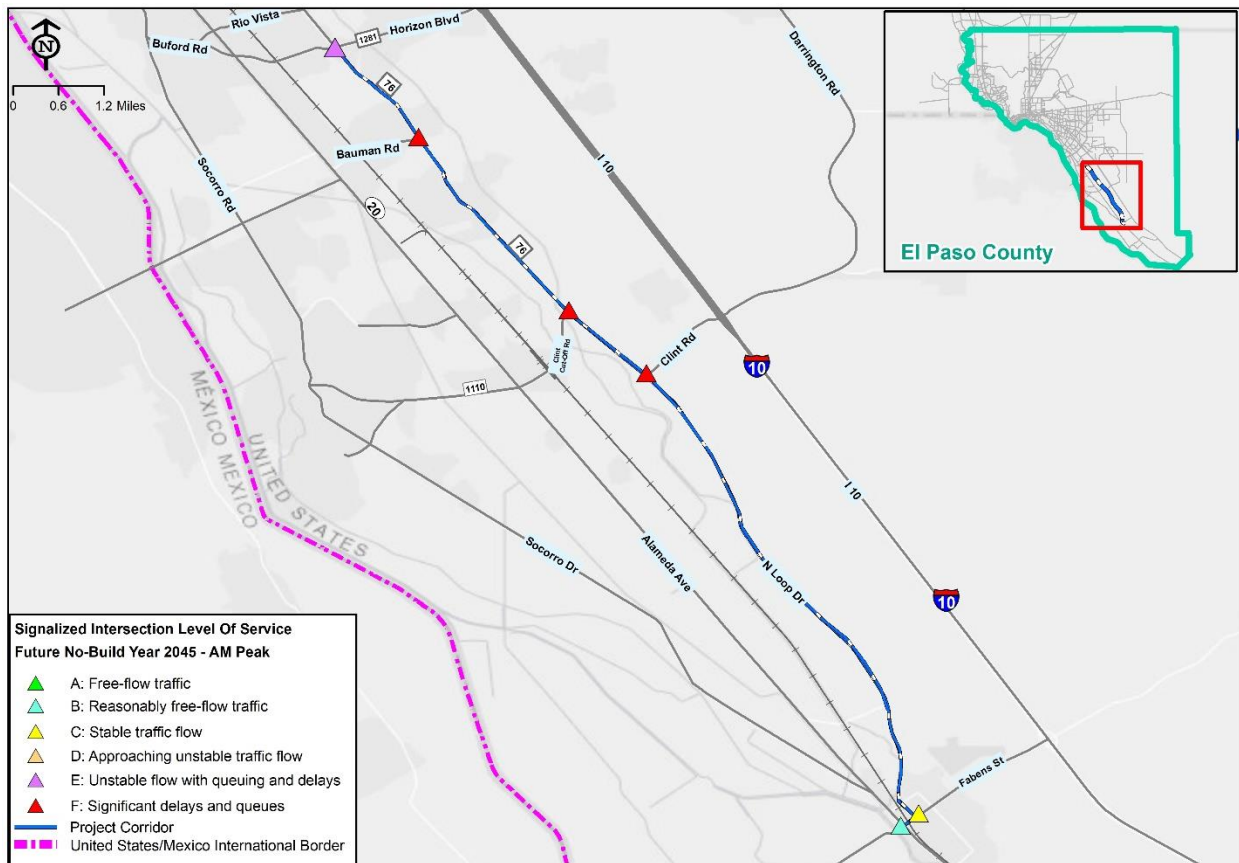 Rio Vista
Horizon Blvd
1281
Buford Rd
N
0 0.6 1.2 Miles
76
Darrington Rd
Bauman Rd
I 10
Socorro Rd
20
76
El Paso County
Clint Rd
Clint
Cut-Off Rd
10
1110
MÉXICO MEXICO
UNITED STATES
I 10
Socorro Dr
Alameda Ave
N Loop Dr
10
Fabens St
Signalized Intersection Level Of Service
Future No-Build Year 2045 - AM Peak
A: Free-flow traffic
B: Reasonably free-flow traffic
C: Stable traffic flow
D: Approaching unstable traffic flow
E: Unstable flow with queuing and delays
F: Significant delays and queues
Project Corridor
United States/Mexico International Border